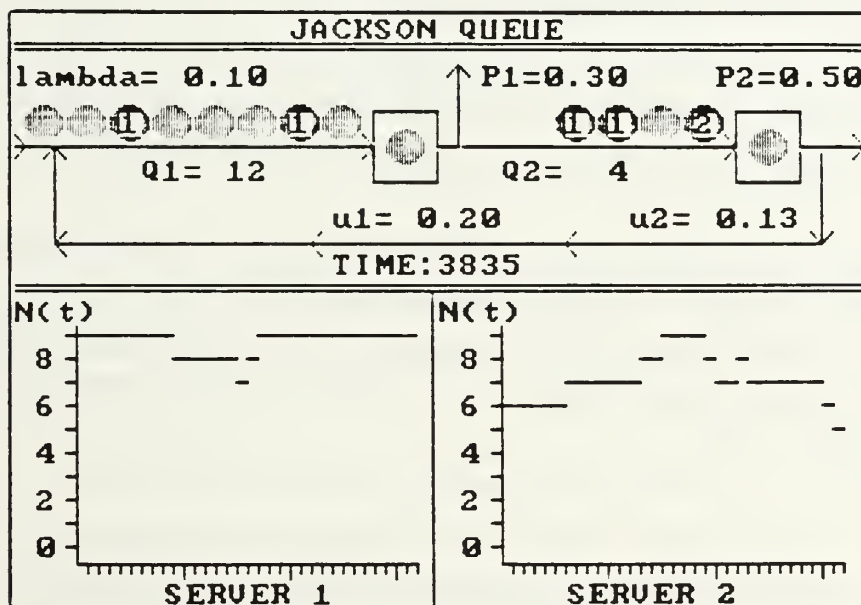 JACKSON QUEUE
lambda= 0.10
P1=0.30
P2=0.50
1
1
1
1
2
Q1= 12
Q2= 4
u1= 0.20
u2= 0.13
TIME:3835
N(t)
8
6
4
2
0
SERVER 1
N(t)
8
6
4
2
0
SERVER 2